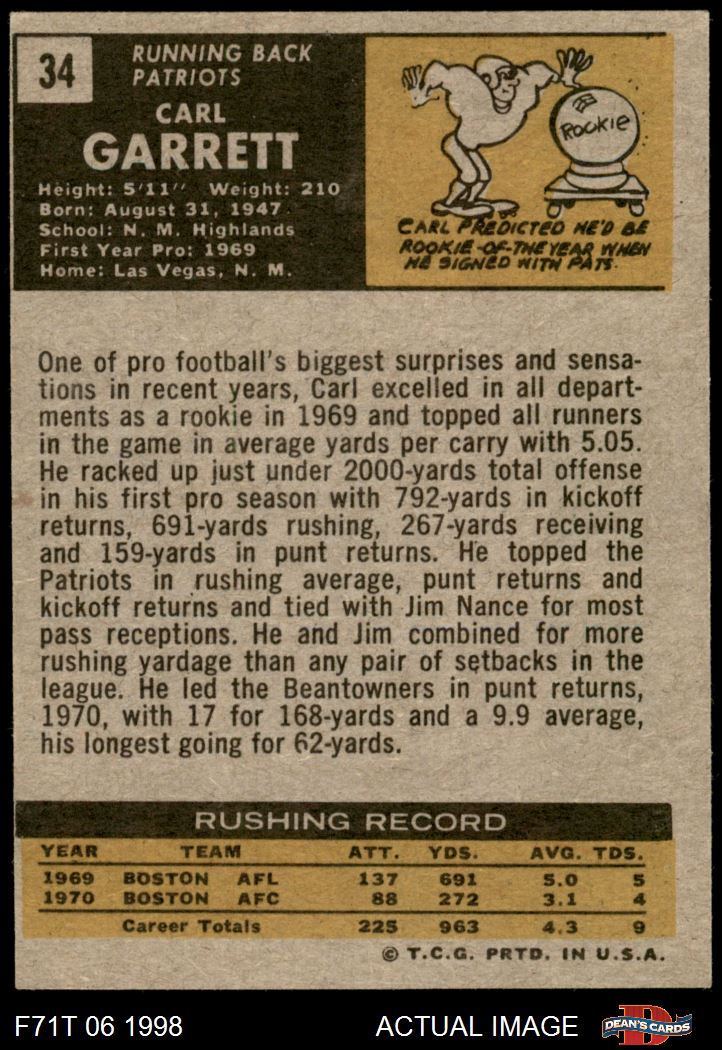 34
RUNNING BACK
PATRIOTS
CARL
GARRETT
Height: 5'11" Weight: 210
Born: August 31, 1947
School: N. M. Highlands
First Year Pro: 1969
Home: Las Vegas, N. M.
ROOKIE
CARL PREDICTED HE'D BE
ROOKIE-OF-THE YEAR WHEN
HE SIGNED WITH PATS.
One of pro football's biggest surprises and sensa-
tions in recent years, Carl excelled in all depart-
ments as a rookie in 1969 and topped all runners
in the game in average yards per carry with 5.05.
He racked up just under 2000-yards total offense
in his first pro season with 792-yards in kickoff
returns, 691-yards rushing, 267-yards receiving
and 159-yards in punt returns. He topped the
Patriots in rushing average, punt returns and
kickoff returns and tied with Jim Nance for most
pass receptions. He and Jim combined for more
rushing yardage than any pair of setbacks in the
league. He led the Beantowners in punt returns,
1970, with 17 for 168-yards and a 9.9 average,
his longest going for 62-yards.
RUSHING RECORD
YEAR TEAM ATT. YDS. AVG. TDS.
1969 BOSTON AFL 137 691 5.0 5
1970 BOSTON AFC 88 272 3.1 4
Career Totals 225 963 4.3 9
© T.C.G. PRTD. IN U.S.A.
F71T 06 1998 ACTUAL IMAGE D DEAN'S CARDS